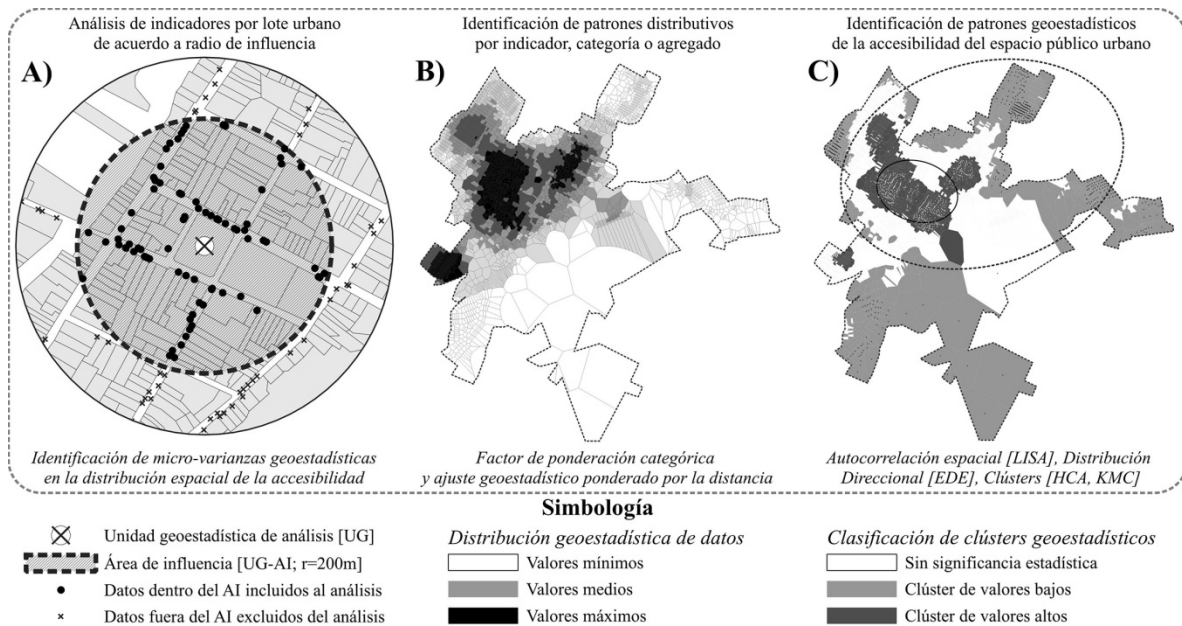 Análisis de indicadores por lote urbano
de acuerdo a radio de influencia
A)
Identificación de micro-varianzas geoestadísticas
en la distribución espacial de la accesibilidad
Identificación de patrones distributivos
por indicador, categoría o agregado
B)
Factor de ponderación categórica
y ajuste geoestadístico ponderado por la distancia
Identificación de patrones geoestadísticos
de la accesibilidad del espacio público urbano
C)
Autocorrelación espacial [LISA], Distribución
Direccional [EDE], Clústers [HCA, KMC]
Simbología
Unidad geoestadística de análisis [UG]
Área de influencia [UG-AI; r=200m]
Datos dentro del AI incluidos al análisis
Datos fuera del AI excluidos del análisis
Distribución geoestadística de datos
Valores mínimos
Valores medios
Valores máximos
Clasificación de clústers geoestadísticos
Sin significancia estadística
Clúster de valores bajos
Clúster de valores altos